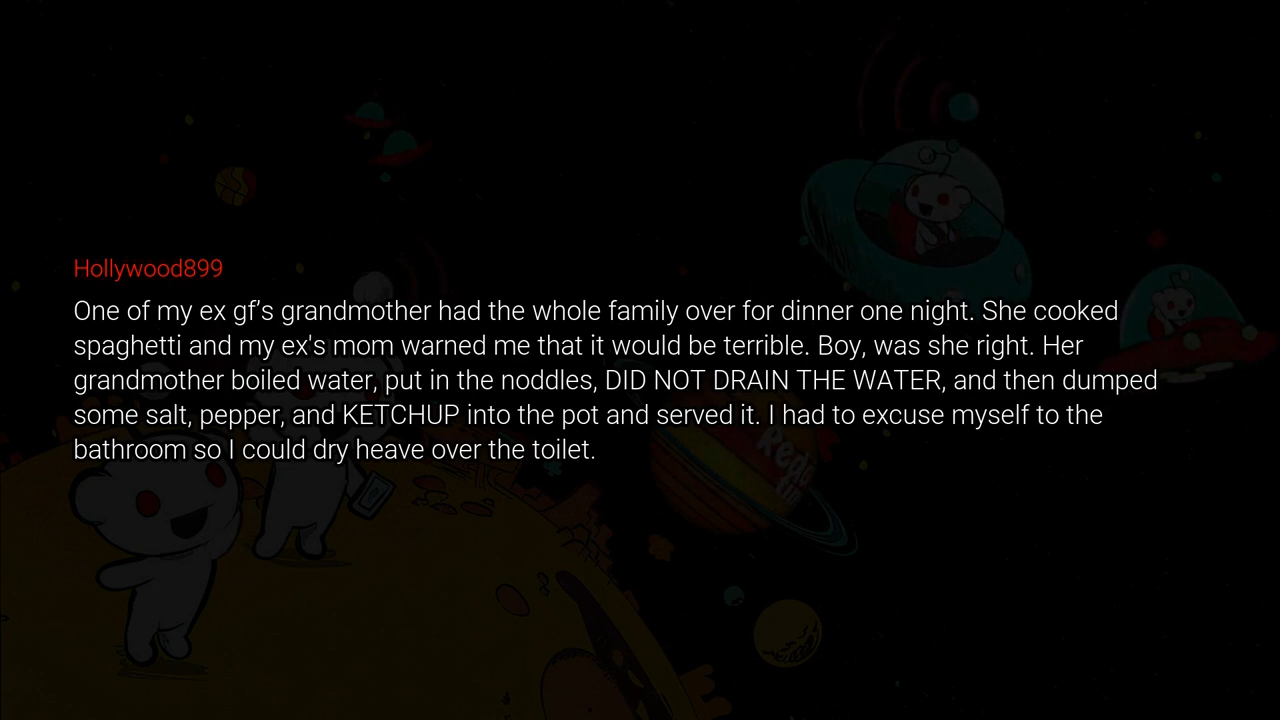 Hollywood899
One of my ex gf's grandmother had the whole family over for dinner one night. She cooked
spaghetti and my ex's mom warned me that it would be terrible. Boy, was she right. Her
grandmother boiled water, put in the noddles, DID NOT DRAIN THE WATER, and then dumped
some salt, pepper, and KETCHUP into the pot and served it. I had to excuse myself to the
bathroom so I could dry heave over the toilet.